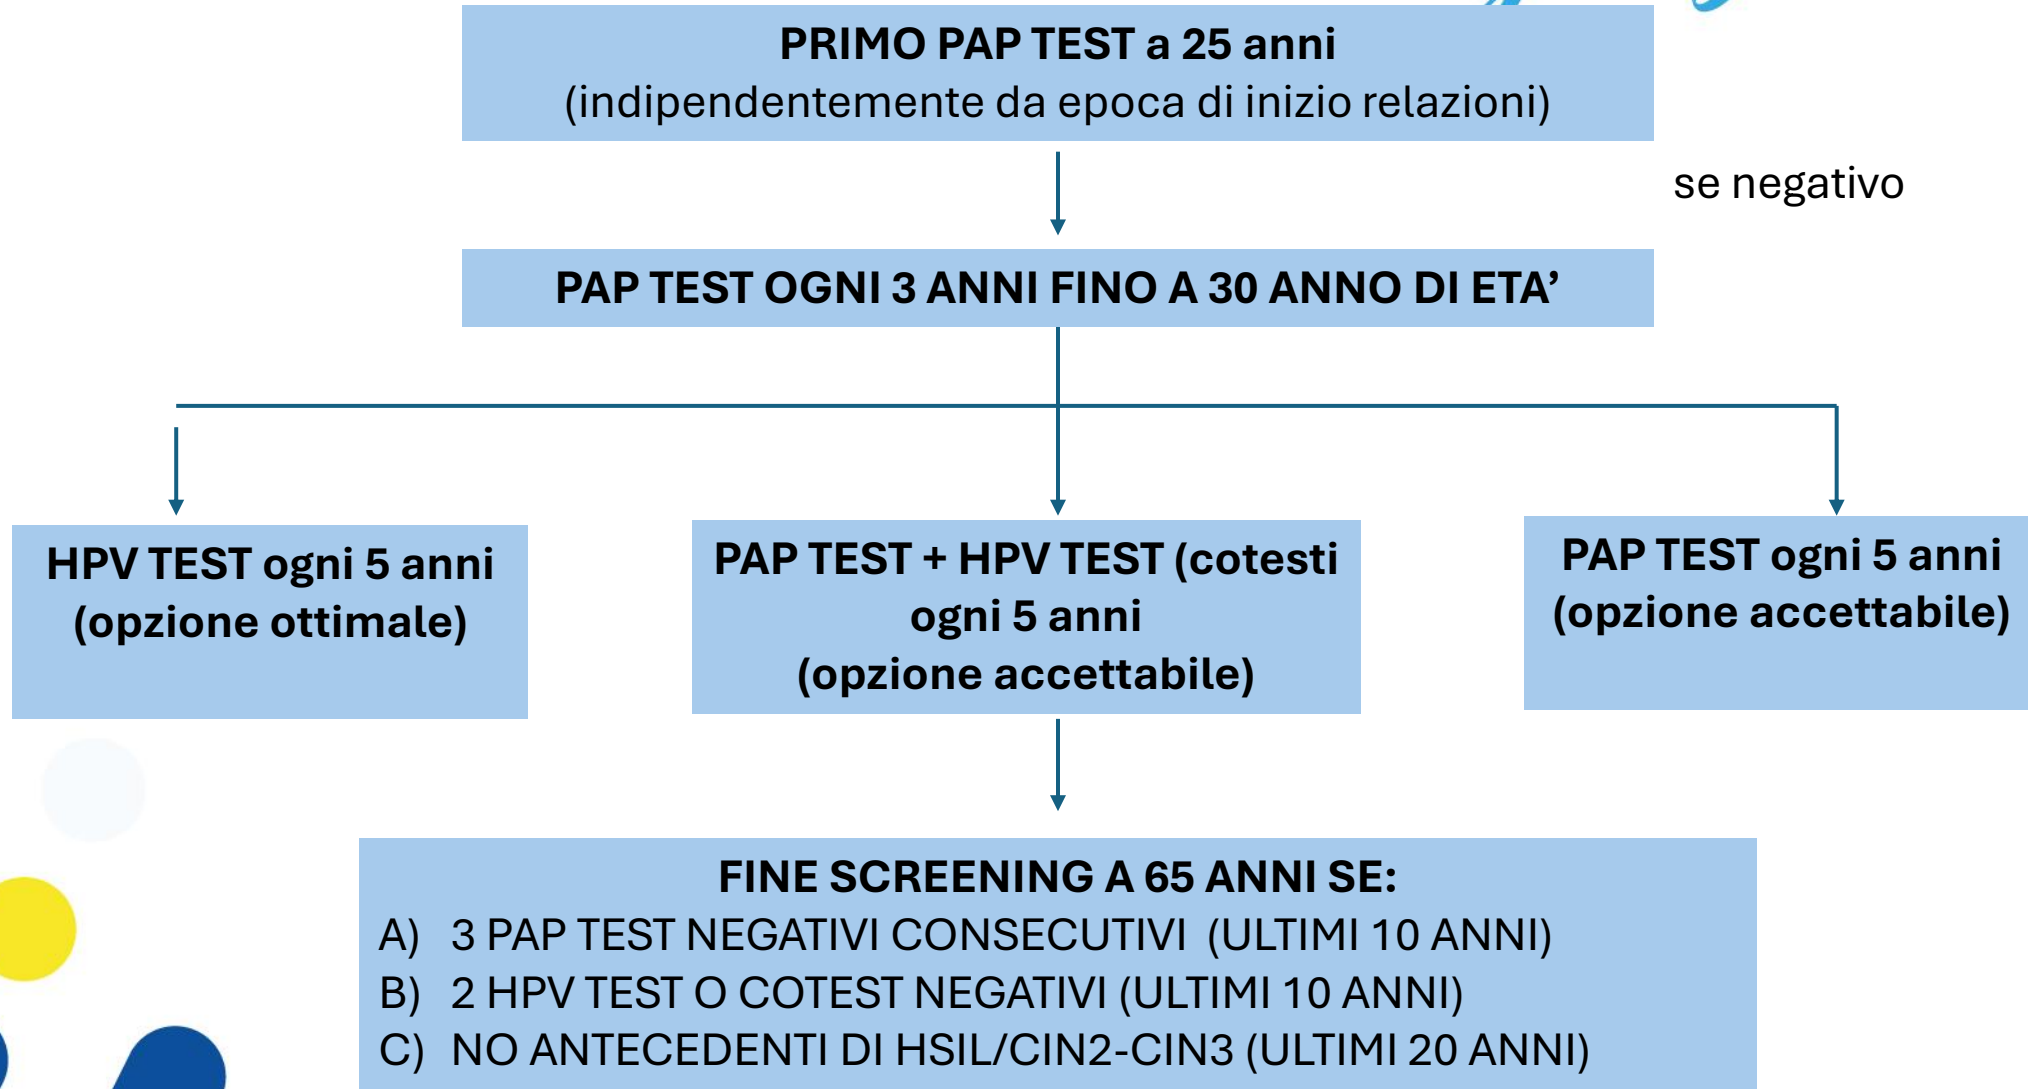 PRIMO PAP TEST a 25 anni
(indipendentemente da epoca di inizio relazioni)
se negativo
PAP TEST OGNI 3 ANNI FINO A 30 ANNO DI ETA’
HPV TEST ogni 5 anni
(opzione ottimale)
PAP TEST + HPV TEST (cotesti
ogni 5 anni
(opzione accettabile)
PAP TEST ogni 5 anni
(opzione accettabile)
FINE SCREENING A 65 ANNI SE:
A) 3 PAP TEST NEGATIVI CONSECUTIVI (ULTIMI 10 ANNI)
B) 2 HPV TEST O COTEST NEGATIVI (ULTIMI 10 ANNI)
C) NO ANTECEDENTI DI HSIL/CIN2-CIN3 (ULTIMI 20 ANNI)